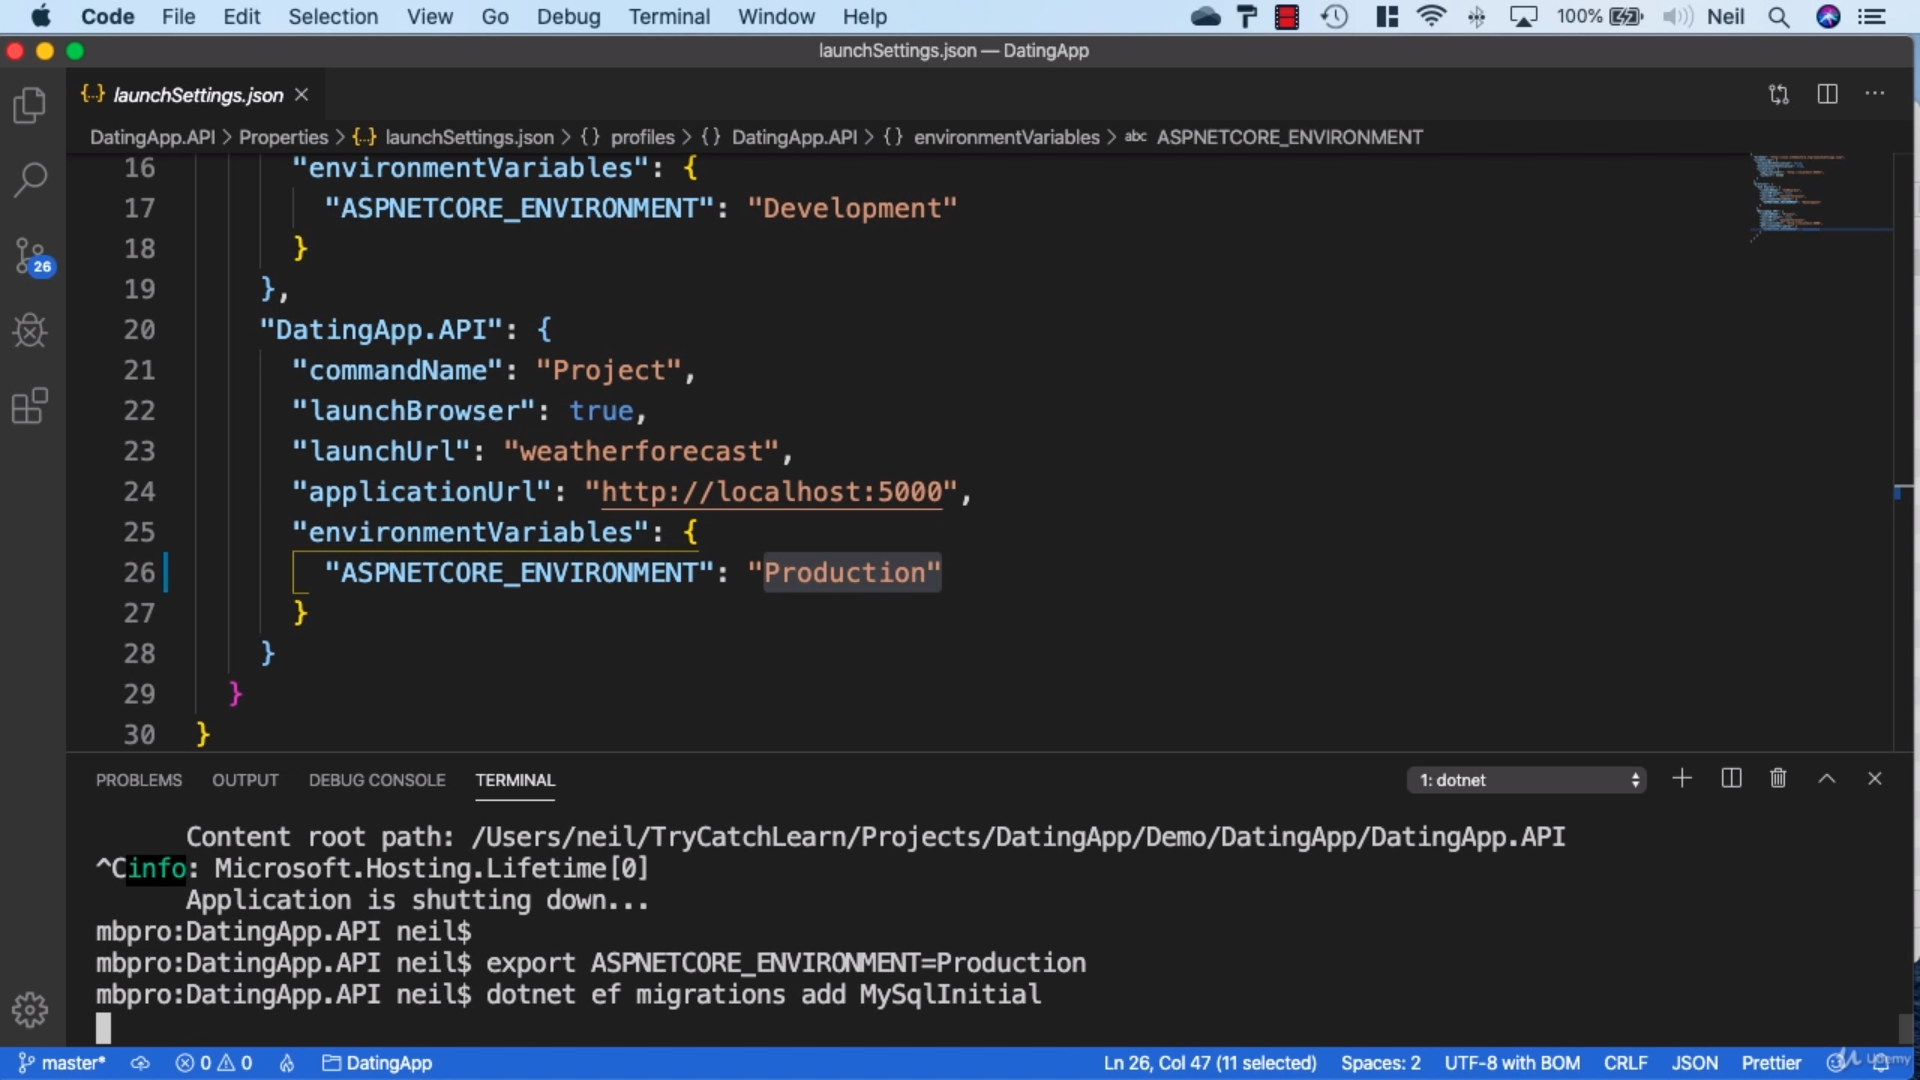 Code File Edit Selection View Go Debug Terminal Window Help 100% Neil
launchSettings.json — DatingApp
{..} launchSettings.json
DatingApp.API > Properties > {..} launchSettings.json > {} profiles > {} DatingApp.API > {} environmentVariables > abc ASPNETCORE_ENVIRONMENT
16 "environmentVariables": {
17 "ASPNETCORE_ENVIRONMENT": "Development"
18 }
19 },
20 "DatingApp.API": {
21 "commandName": "Project",
22 "launchBrowser": true,
23 "launchUrl": "weatherforecast",
24 "applicationUrl": "http://localhost:5000",
25 "environmentVariables": {
26 "ASPNETCORE_ENVIRONMENT": "Production"
27 }
28 }
29 }
30 }
26
PROBLEMS OUTPUT DEBUG CONSOLE TERMINAL 1: dotnet
Content root path: /Users/neil/TryCatchLearn/Projects/DatingApp/Demo/DatingApp/DatingApp.API
^Cinfo: Microsoft.Hosting.Lifetime[0]
Application is shutting down...
mbpro:DatingApp.API neil$
mbpro:DatingApp.API neil$ export ASPNETCORE_ENVIRONMENT=Production
mbpro:DatingApp.API neil$ dotnet ef migrations add MySqlInitial
master* 0 0 DatingApp Ln 26, Col 47 (11 selected) Spaces: 2 UTF-8 with BOM CRLF JSON Prettier Udemy